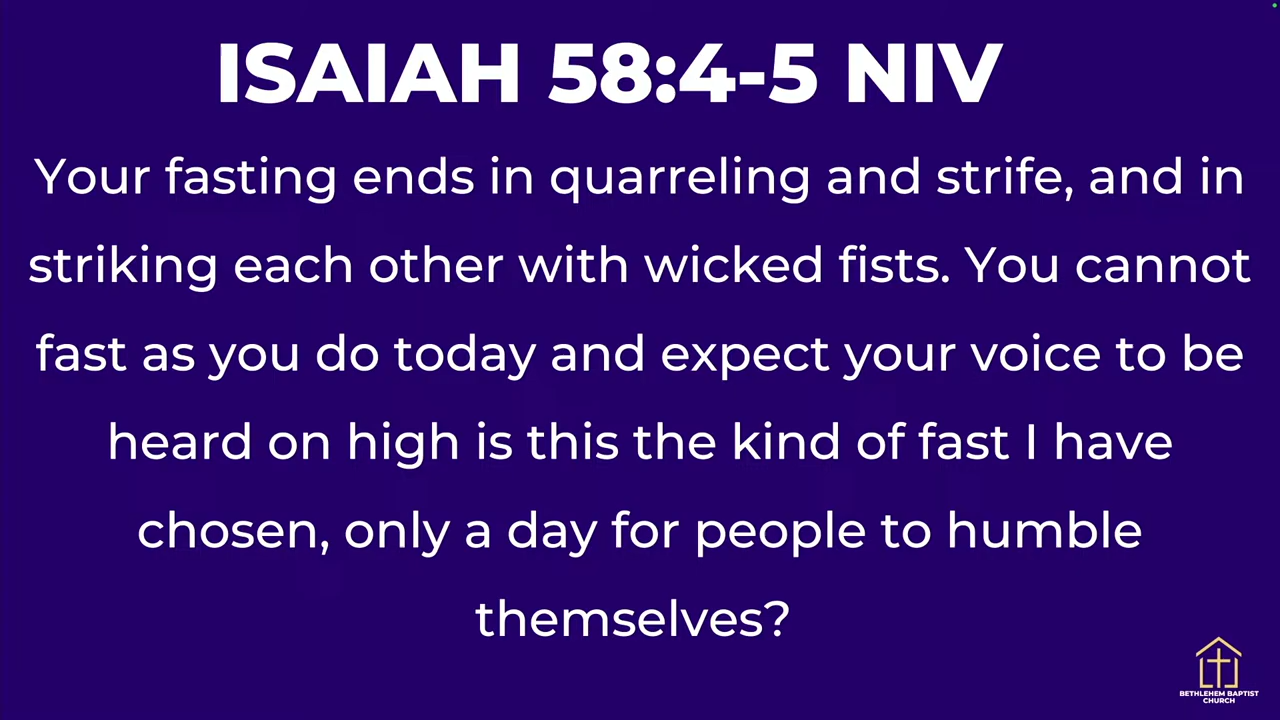 ISAIAH 58:4-5 NIV
Your fasting ends in quarreling and strife, and in
striking each other with wicked fists. You cannot
fast as you do today and expect your voice to be
heard on high is this the kind of fast I have
chosen, only a day for people to humble
themselves?
BETHLEHEM BAPTIST
CHURCH